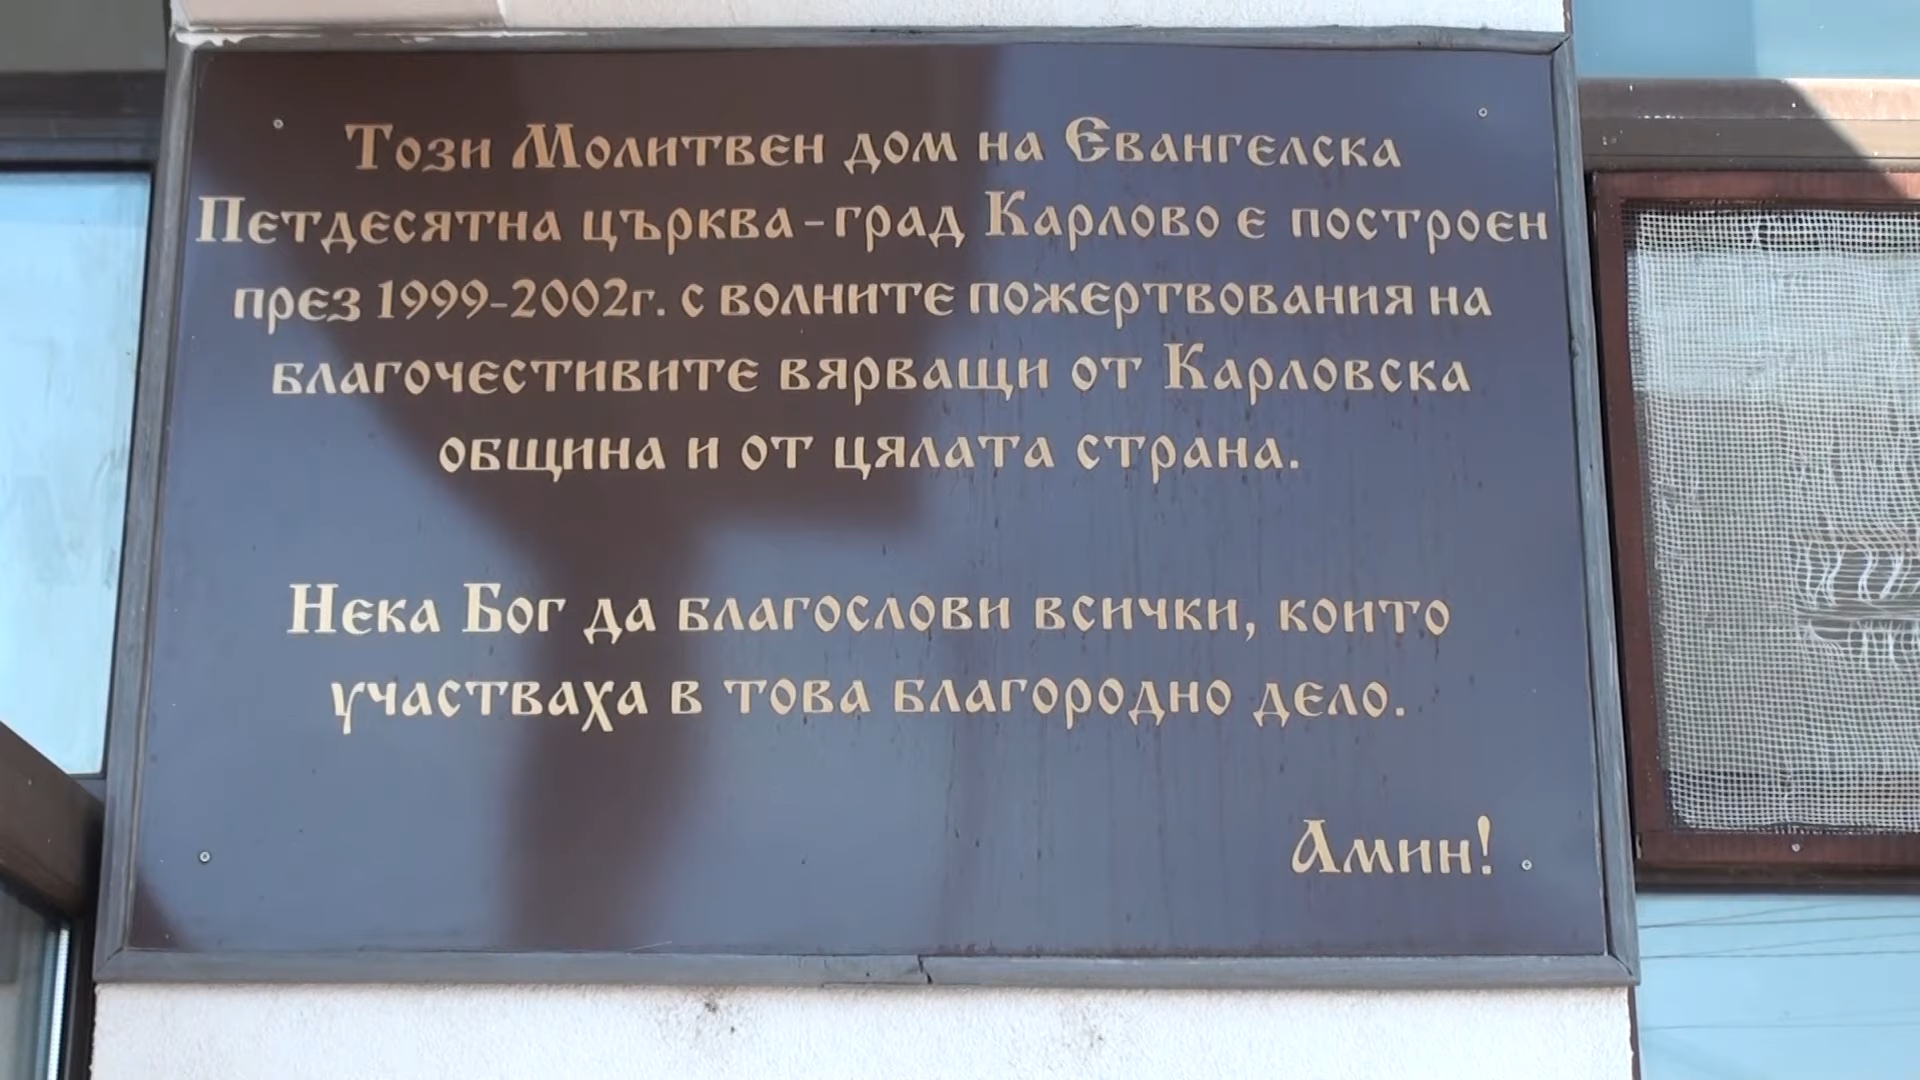 Този Молитвен дом на Евангелска
Петдесятна църква-град Карлово е построен
през 1999-2002г. с волните пожертвования на
благочестивите вярващи от Карловска
община и от цялата страна.
Нека Бог да благослови всички, които
участваха в това благородно дело.
Амин!